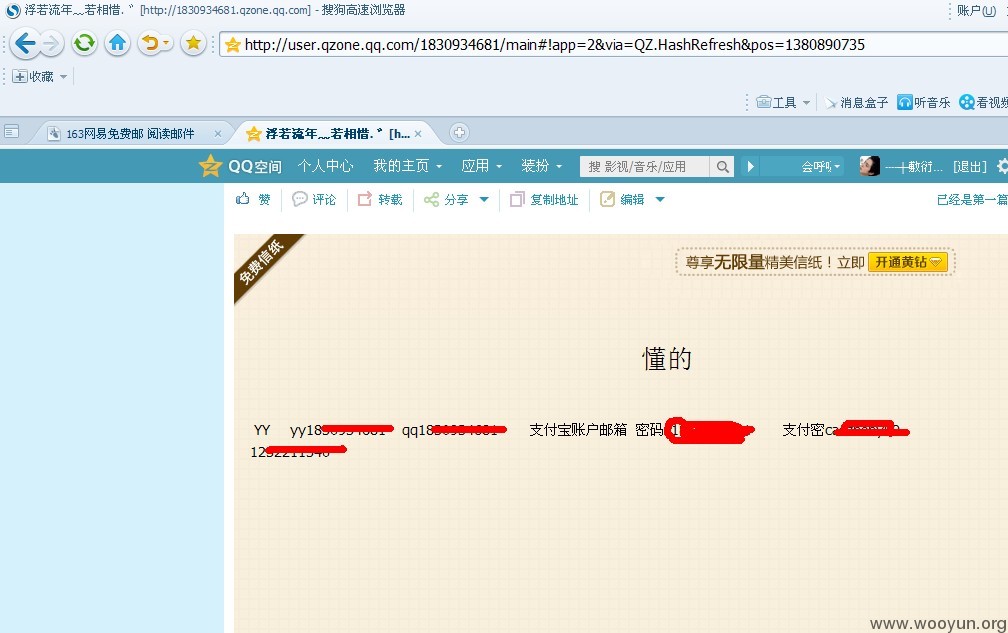 浮若流年﹏若相惜.゛[http://1830934681.qzone.qq.com] - 搜狗高速浏览器
账户(U)
http://user.qzone.qq.com/1830934681/main#!app=2&via=QZ.HashRefresh&pos=1380890735
收藏
工具 消息盒子 听音乐 看视频
163网易免费邮 阅读邮件 × 浮若流年﹏若相惜.゛[h... ×
QQ空间 个人中心 我的主页 应用 装扮 搜 影视/音乐/应用 会呼吸 一十敷衍... [退出]
赞 评论 转载 分享 复制地址 编辑 已经是第一篇
免费信纸
尊享无限量精美信纸！立即 开通黄钻
懂的
YY yy18 qq18 支付宝账户邮箱 密码 支付密ca
www.wooyun.org